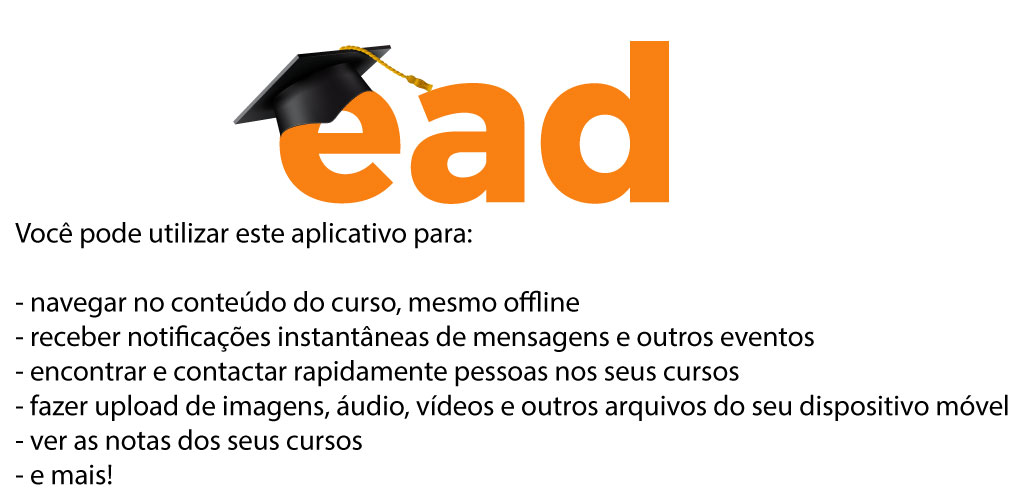 ead
Você pode utilizar este aplicativo para:
- navegar no conteúdo do curso, mesmo offline
- receber notificações instantâneas de mensagens e outros eventos
- encontrar e contactar rapidamente pessoas nos seus cursos
- fazer upload de imagens, áudio, vídeos e outros arquivos do seu dispositivo móvel
- ver as notas dos seus cursos
- e mais!